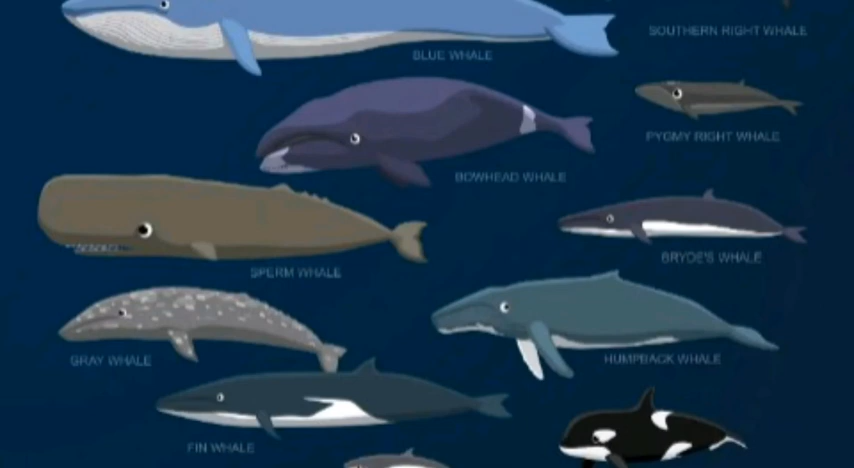 SOUTHERN RIGHT WHALE
BLUE WHALE
PYGMY RIGHT WHALE
BOWHEAD WHALE
BRYDE'S WHALE
SPERM WHALE
GRAY WHALE
HUMPBACK WHALE
FIN WHALE